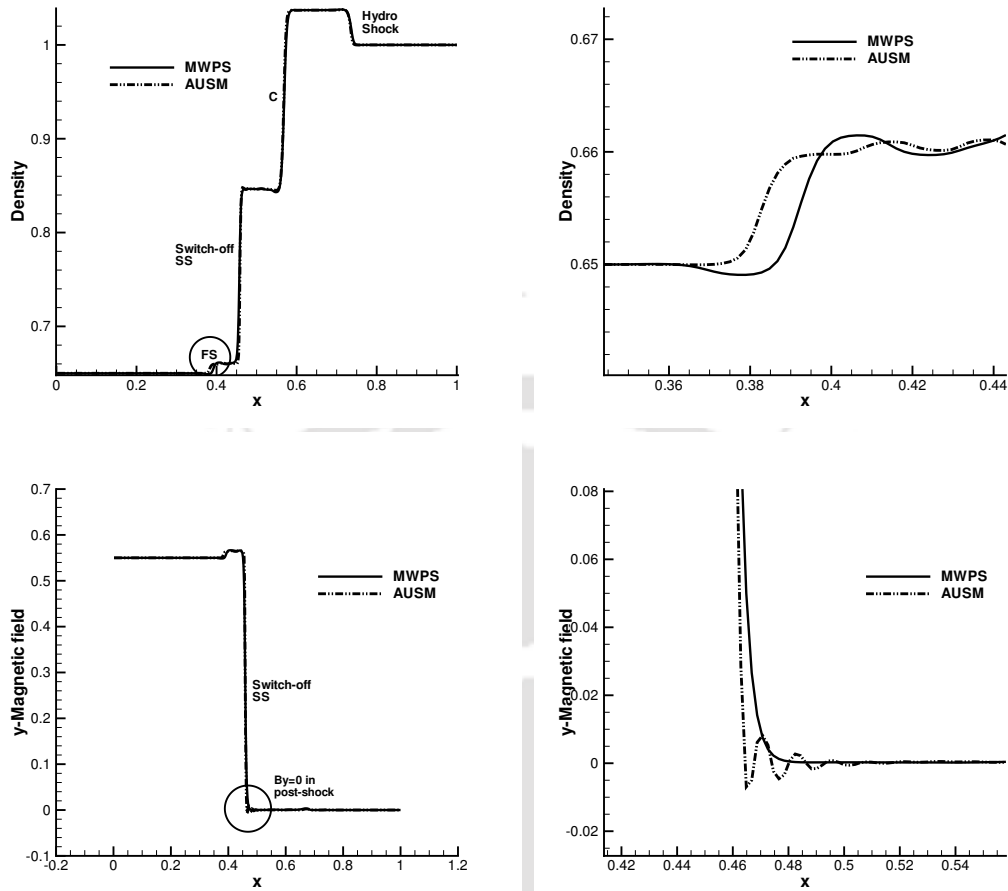 Hydro
Shock
MWPS
AUSM
C
Switch-off
SS
FS
Density
1
0.9
0.8
0.7
0 0.2 0.4 0.6 0.8 1
x
MWPS
AUSM
Density
0.67
0.66
0.65
0.36 0.38 0.4 0.42 0.44
x
MWPS
AUSM
Switch-off
SS
By=0 in
post-shock
y-Magnetic field
0.7
0.6
0.5
0.4
0.3
0.2
0.1
0
-0.1
-0.2 0 0.2 0.4 0.6 0.8 1 1.2
x
MWPS
AUSM
y-Magnetic field
0.08
0.06
0.04
0.02
0
-0.02
0.42 0.44 0.46 0.48 0.5 0.52 0.54
x